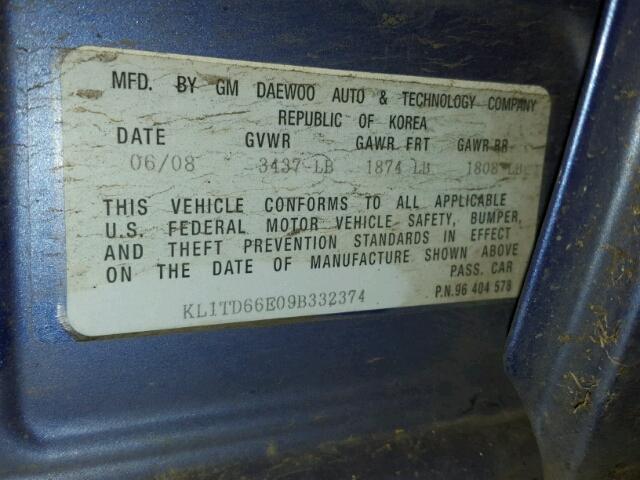 MFD. BY GM DAEWOO AUTO & TECHNOLOGY COMPANY
REPUBLIC OF KOREA
DATE GVWR GAWR FRT GAWR RR
06/08 3437 LB 1874 LB 1808 LB
THIS VEHICLE CONFORMS TO ALL APPLICABLE
U.S. FEDERAL MOTOR VEHICLE SAFETY, BUMPER,
AND THEFT PREVENTION STANDARDS IN EFFECT
ON THE DATE OF MANUFACTURE SHOWN ABOVE
PASS. CAR
KL1TD66E09B332374 P.N.96 404 578